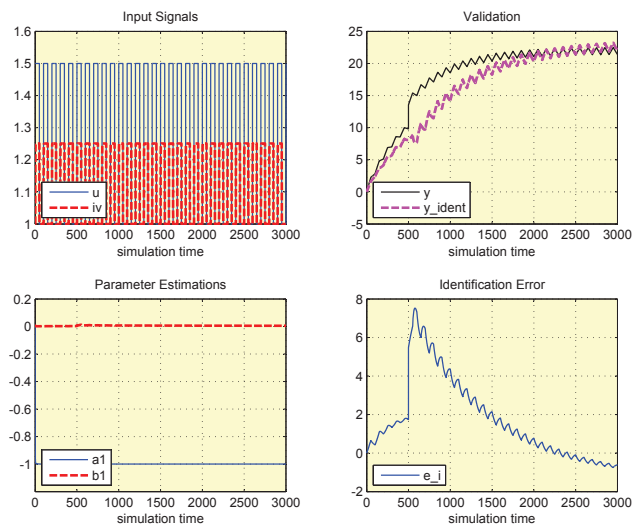 Input Signals
1.6
1.5
1.4
1.3
1.2
1.1
1
0 500 1000 1500 2000 2500 3000
u
iv
simulation time
Validation
25
20
15
10
5
0
-5
0 500 1000 1500 2000 2500 3000
y
y_ident
simulation time
Parameter Estimations
0.2
0
-0.2
-0.4
-0.6
-0.8
-1
0 500 1000 1500 2000 2500 3000
a1
b1
simulation time
Identification Error
8
6
4
2
0
-2
0 500 1000 1500 2000 2500 3000
e_i
simulation time